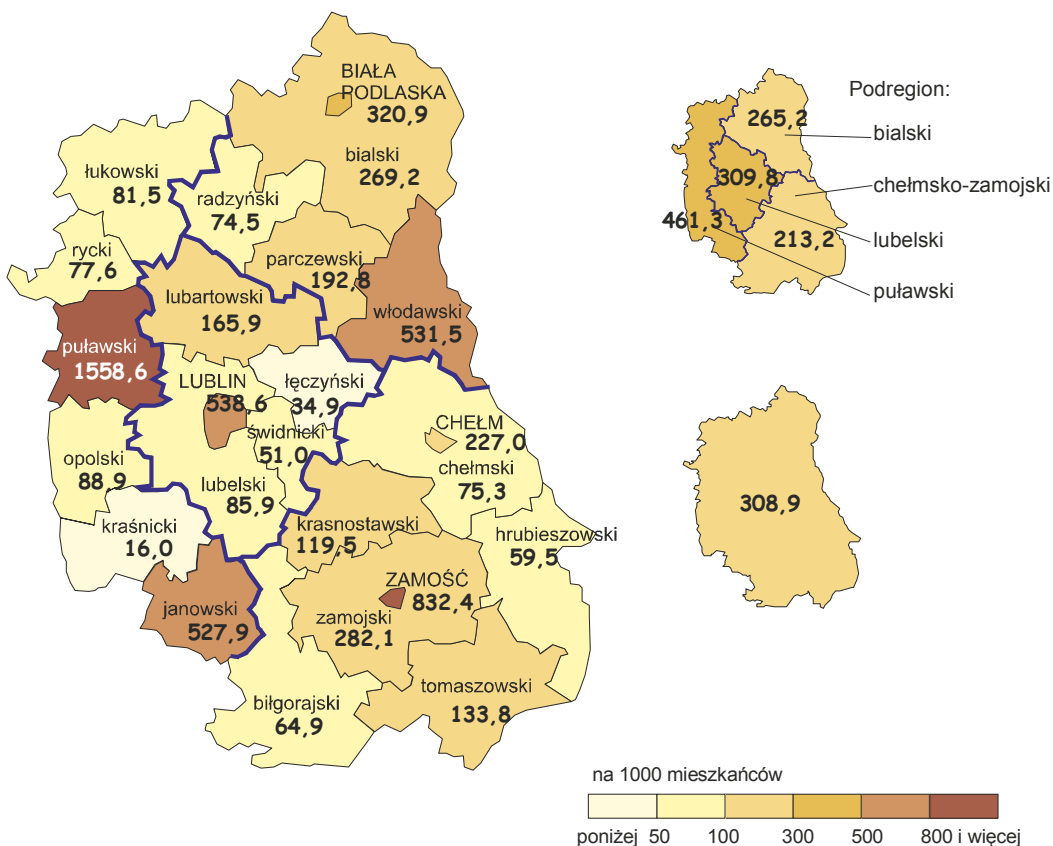 BIAŁA
PODLASKA
320,9
bialski
269,2
łukowski
81,5
radzyński
74,5
rycki
77,6
parczewski
192,8
lubartowski
165,9
włodawski
531,5
puławski
1558,6
LUBLIN
538,6
łęczyński
34,9
świdnicki
51,0
CHEŁM
227,0
chełmski
75,3
opolski
88,9
lubelski
85,9
kraśnicki
16,0
krasnostawski
119,5
hrubieszowski
59,5
janowski
527,9
ZAMOŚĆ
832,4
zamojski
282,1
tomaszowski
133,8
biłgorajski
64,9
Podregion:
265,2
bialski
309,8
chełmsko-zamojski
461,3
213,2
lubelski
puławski
308,9
na 1000 mieszkańców
poniżej 50 100 300 500 800 i więcej